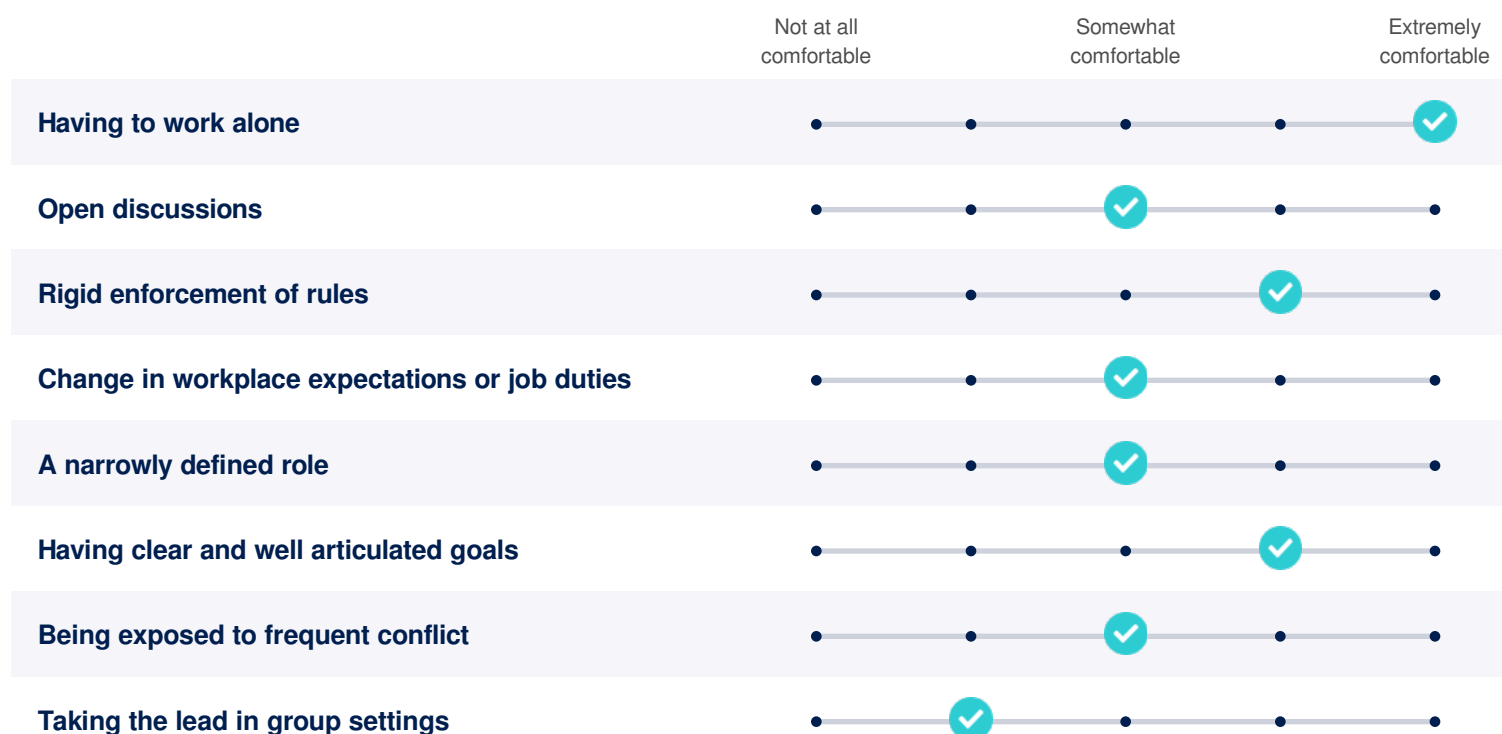 Not at all comfortable
Somewhat comfortable
Extremely comfortable
Having to work alone
Open discussions
Rigid enforcement of rules
Change in workplace expectations or job duties
A narrowly defined role
Having clear and well articulated goals
Being exposed to frequent conflict
Taking the lead in group settings